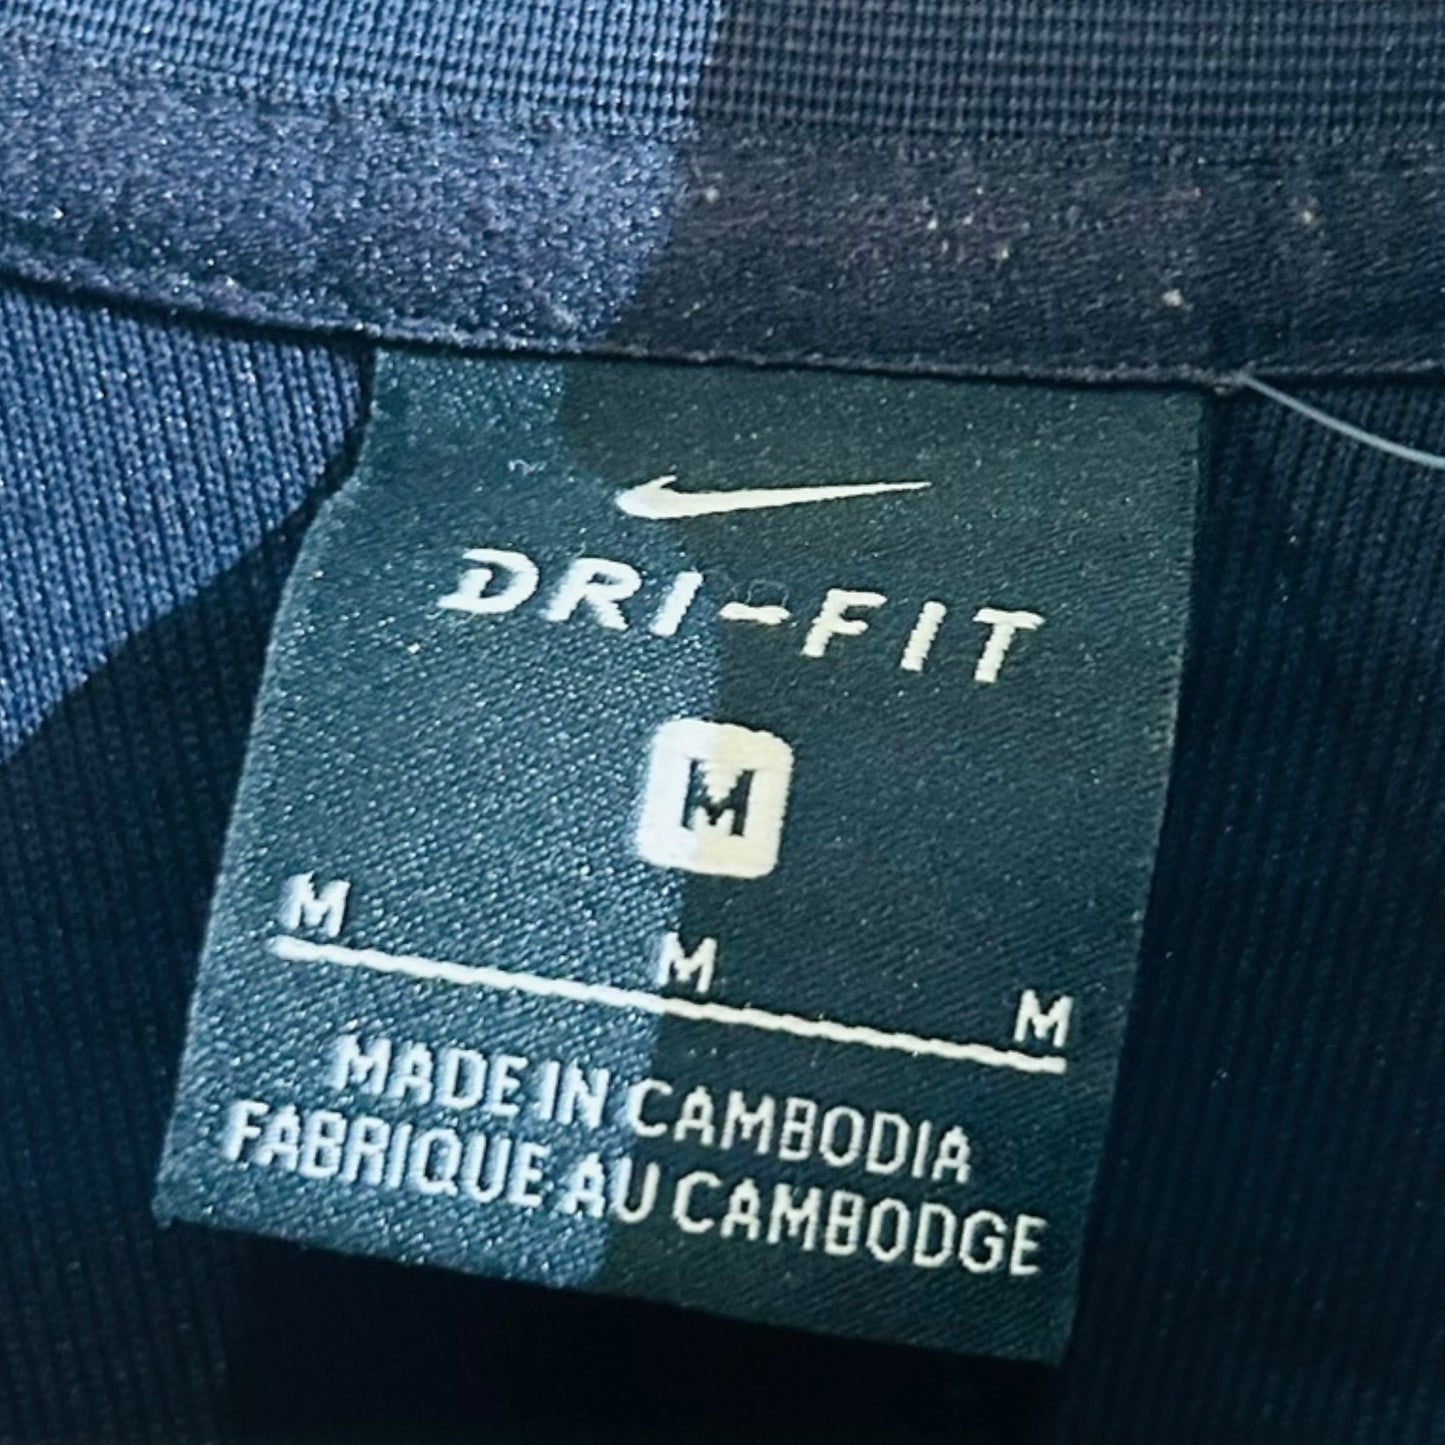 DRI-FIT
M
M M M
MADE IN CAMBODIA
FABRIQUE AU CAMBODGE